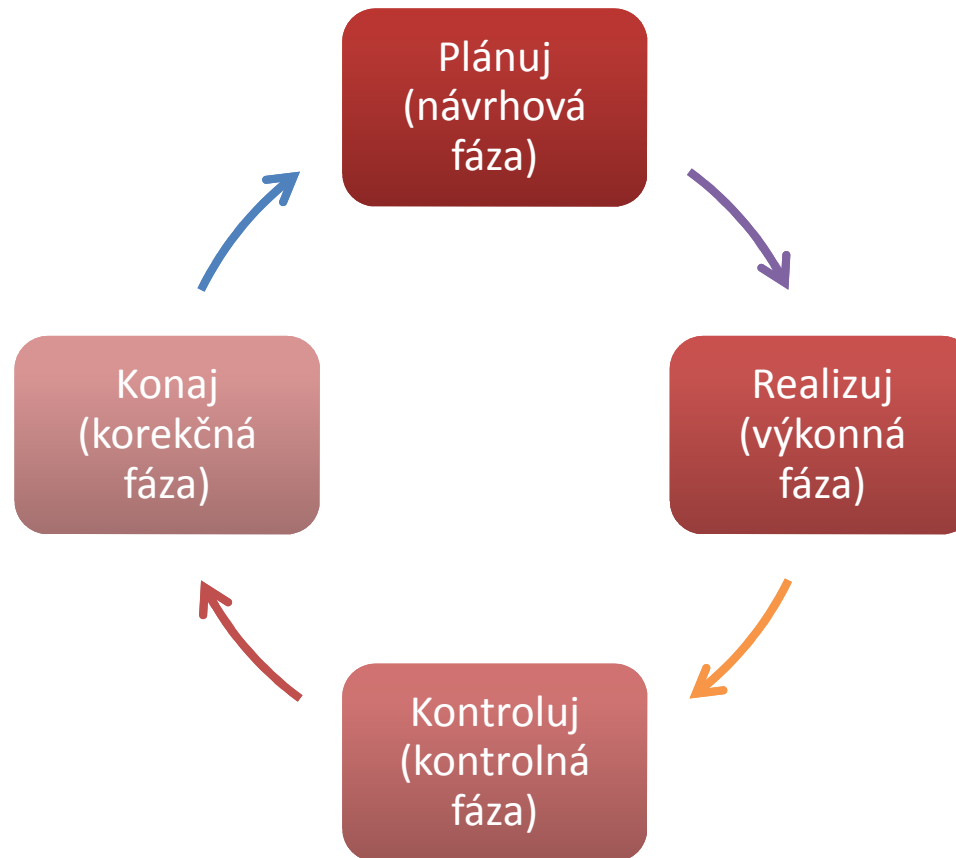 Plánuj
(návrhová
fáza)
Realizuj
(výkonná
fáza)
Kontroluj
(kontrolná
fáza)
Konaj
(korekčná
fáza)